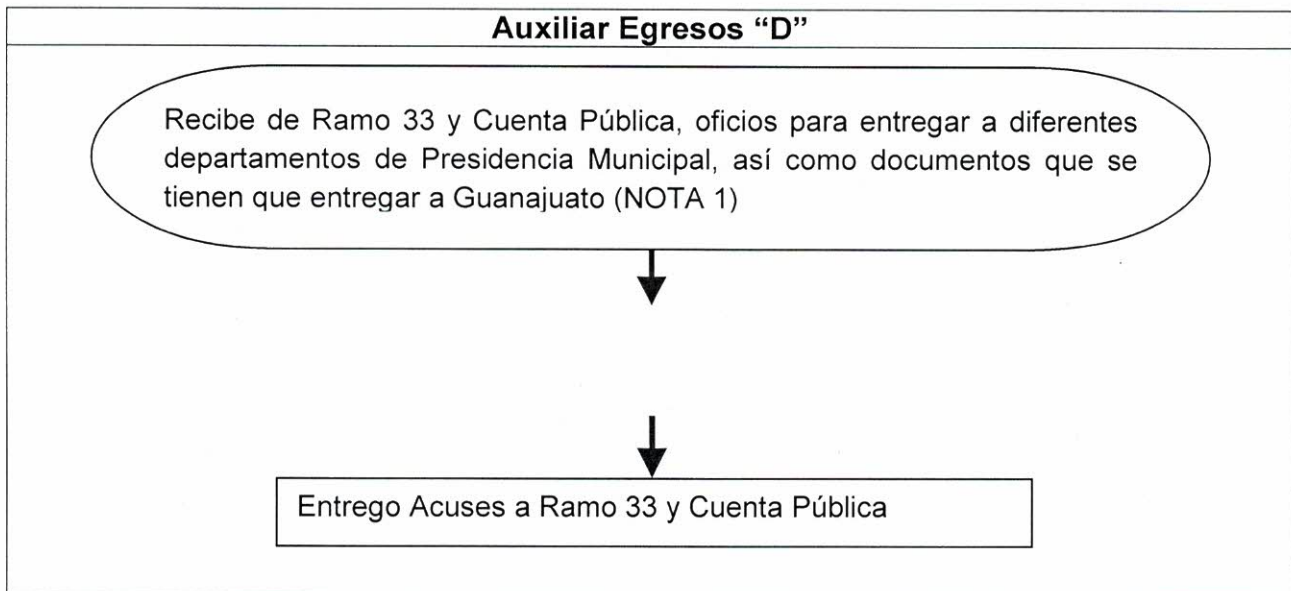 Auxiliar Egresos “D”
Recibe de Ramo 33 y Cuenta Pública, oficios para entregar a diferentes
departamentos de Presidencia Municipal, así como documentos que se
tienen que entregar a Guanajuato (NOTA 1)
Entrego Acuses a Ramo 33 y Cuenta Pública